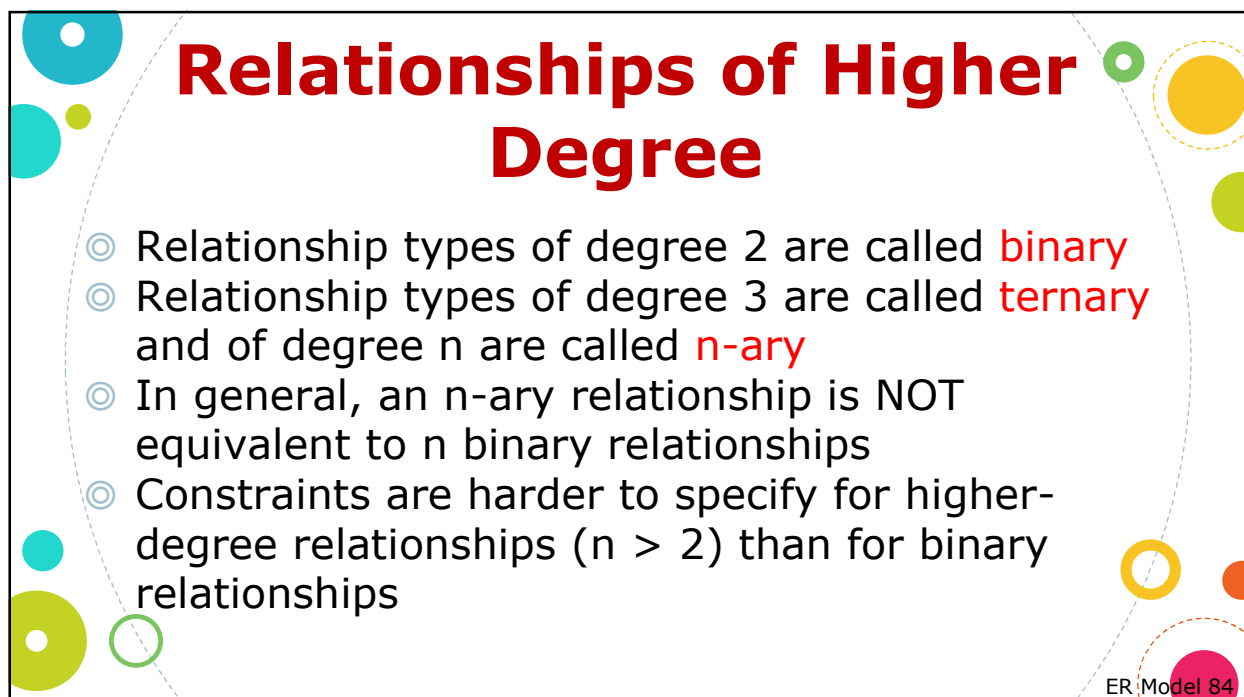 Relationships of Higher
Degree
Relationship types of degree 2 are called binary
Relationship types of degree 3 are called ternary
and of degree n are called n-ary
In general, an n-ary relationship is NOT
equivalent to n binary relationships
Constraints are harder to specify for higher-
degree relationships (n > 2) than for binary
relationships
ER Model 84